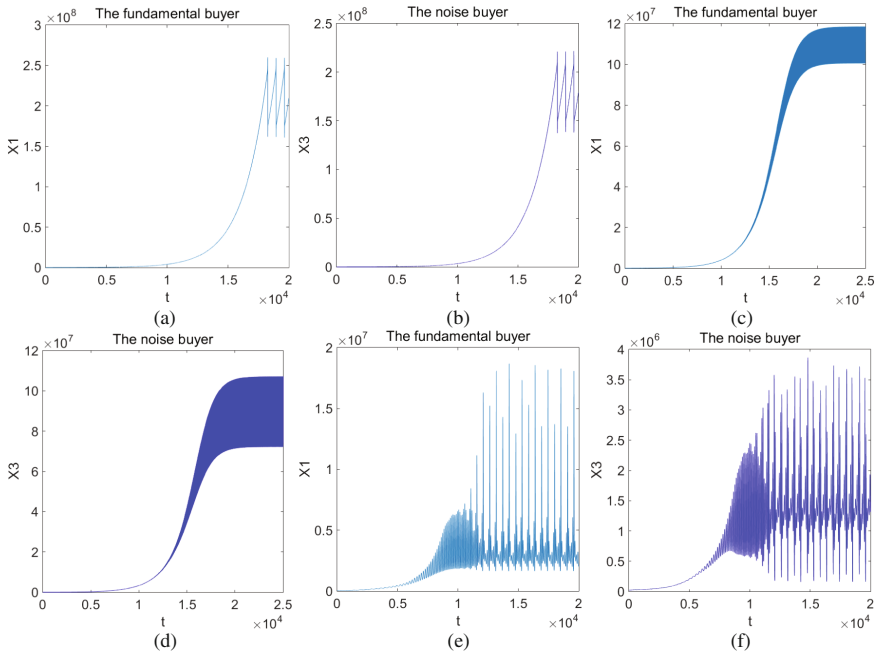 The fundamental buyer
×10^8
3
2.5
2
1.5
1
0.5
0
X1
0 0.5 1 1.5 2
t
×10^4
(a)
The noise buyer
×10^8
3
2.5
2
1.5
1
0.5
0
X3
0 0.5 1 1.5 2
t
×10^4
(b)
The fundamental buyer
×10^7
12
10
8
6
4
2
0
X1
0 0.5 1 1.5 2 2.5
t
×10^4
(c)
The noise buyer
×10^7
12
10
8
6
4
2
0
X3
0 0.5 1 1.5 2 2.5
t
×10^4
(d)
The fundamental buyer
×10^7
2
1.5
1
0.5
0
X1
0 0.5 1 1.5 2
t
×10^4
(e)
The noise buyer
×10^6
4
3.5
3
2.5
2
1.5
1
0.5
0
X3
0 0.5 1 1.5 2
t
×10^4
(f)